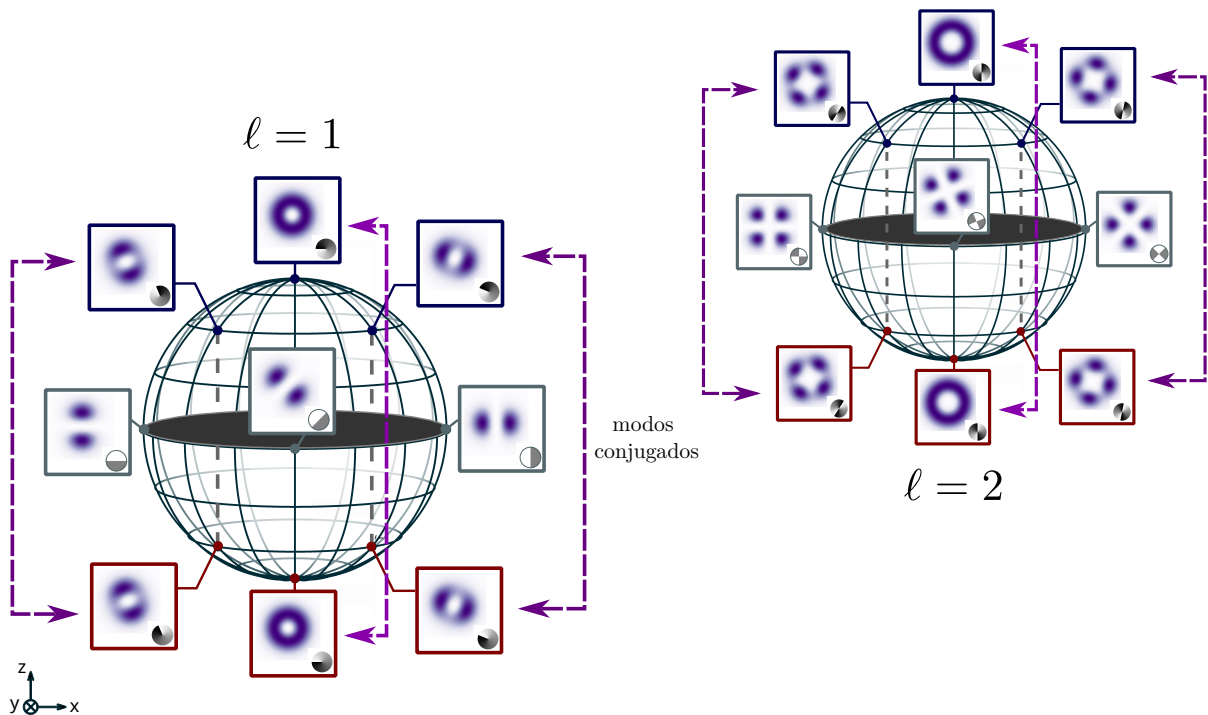 ℓ = 1
modos
conjugados
ℓ = 2
z
y
x